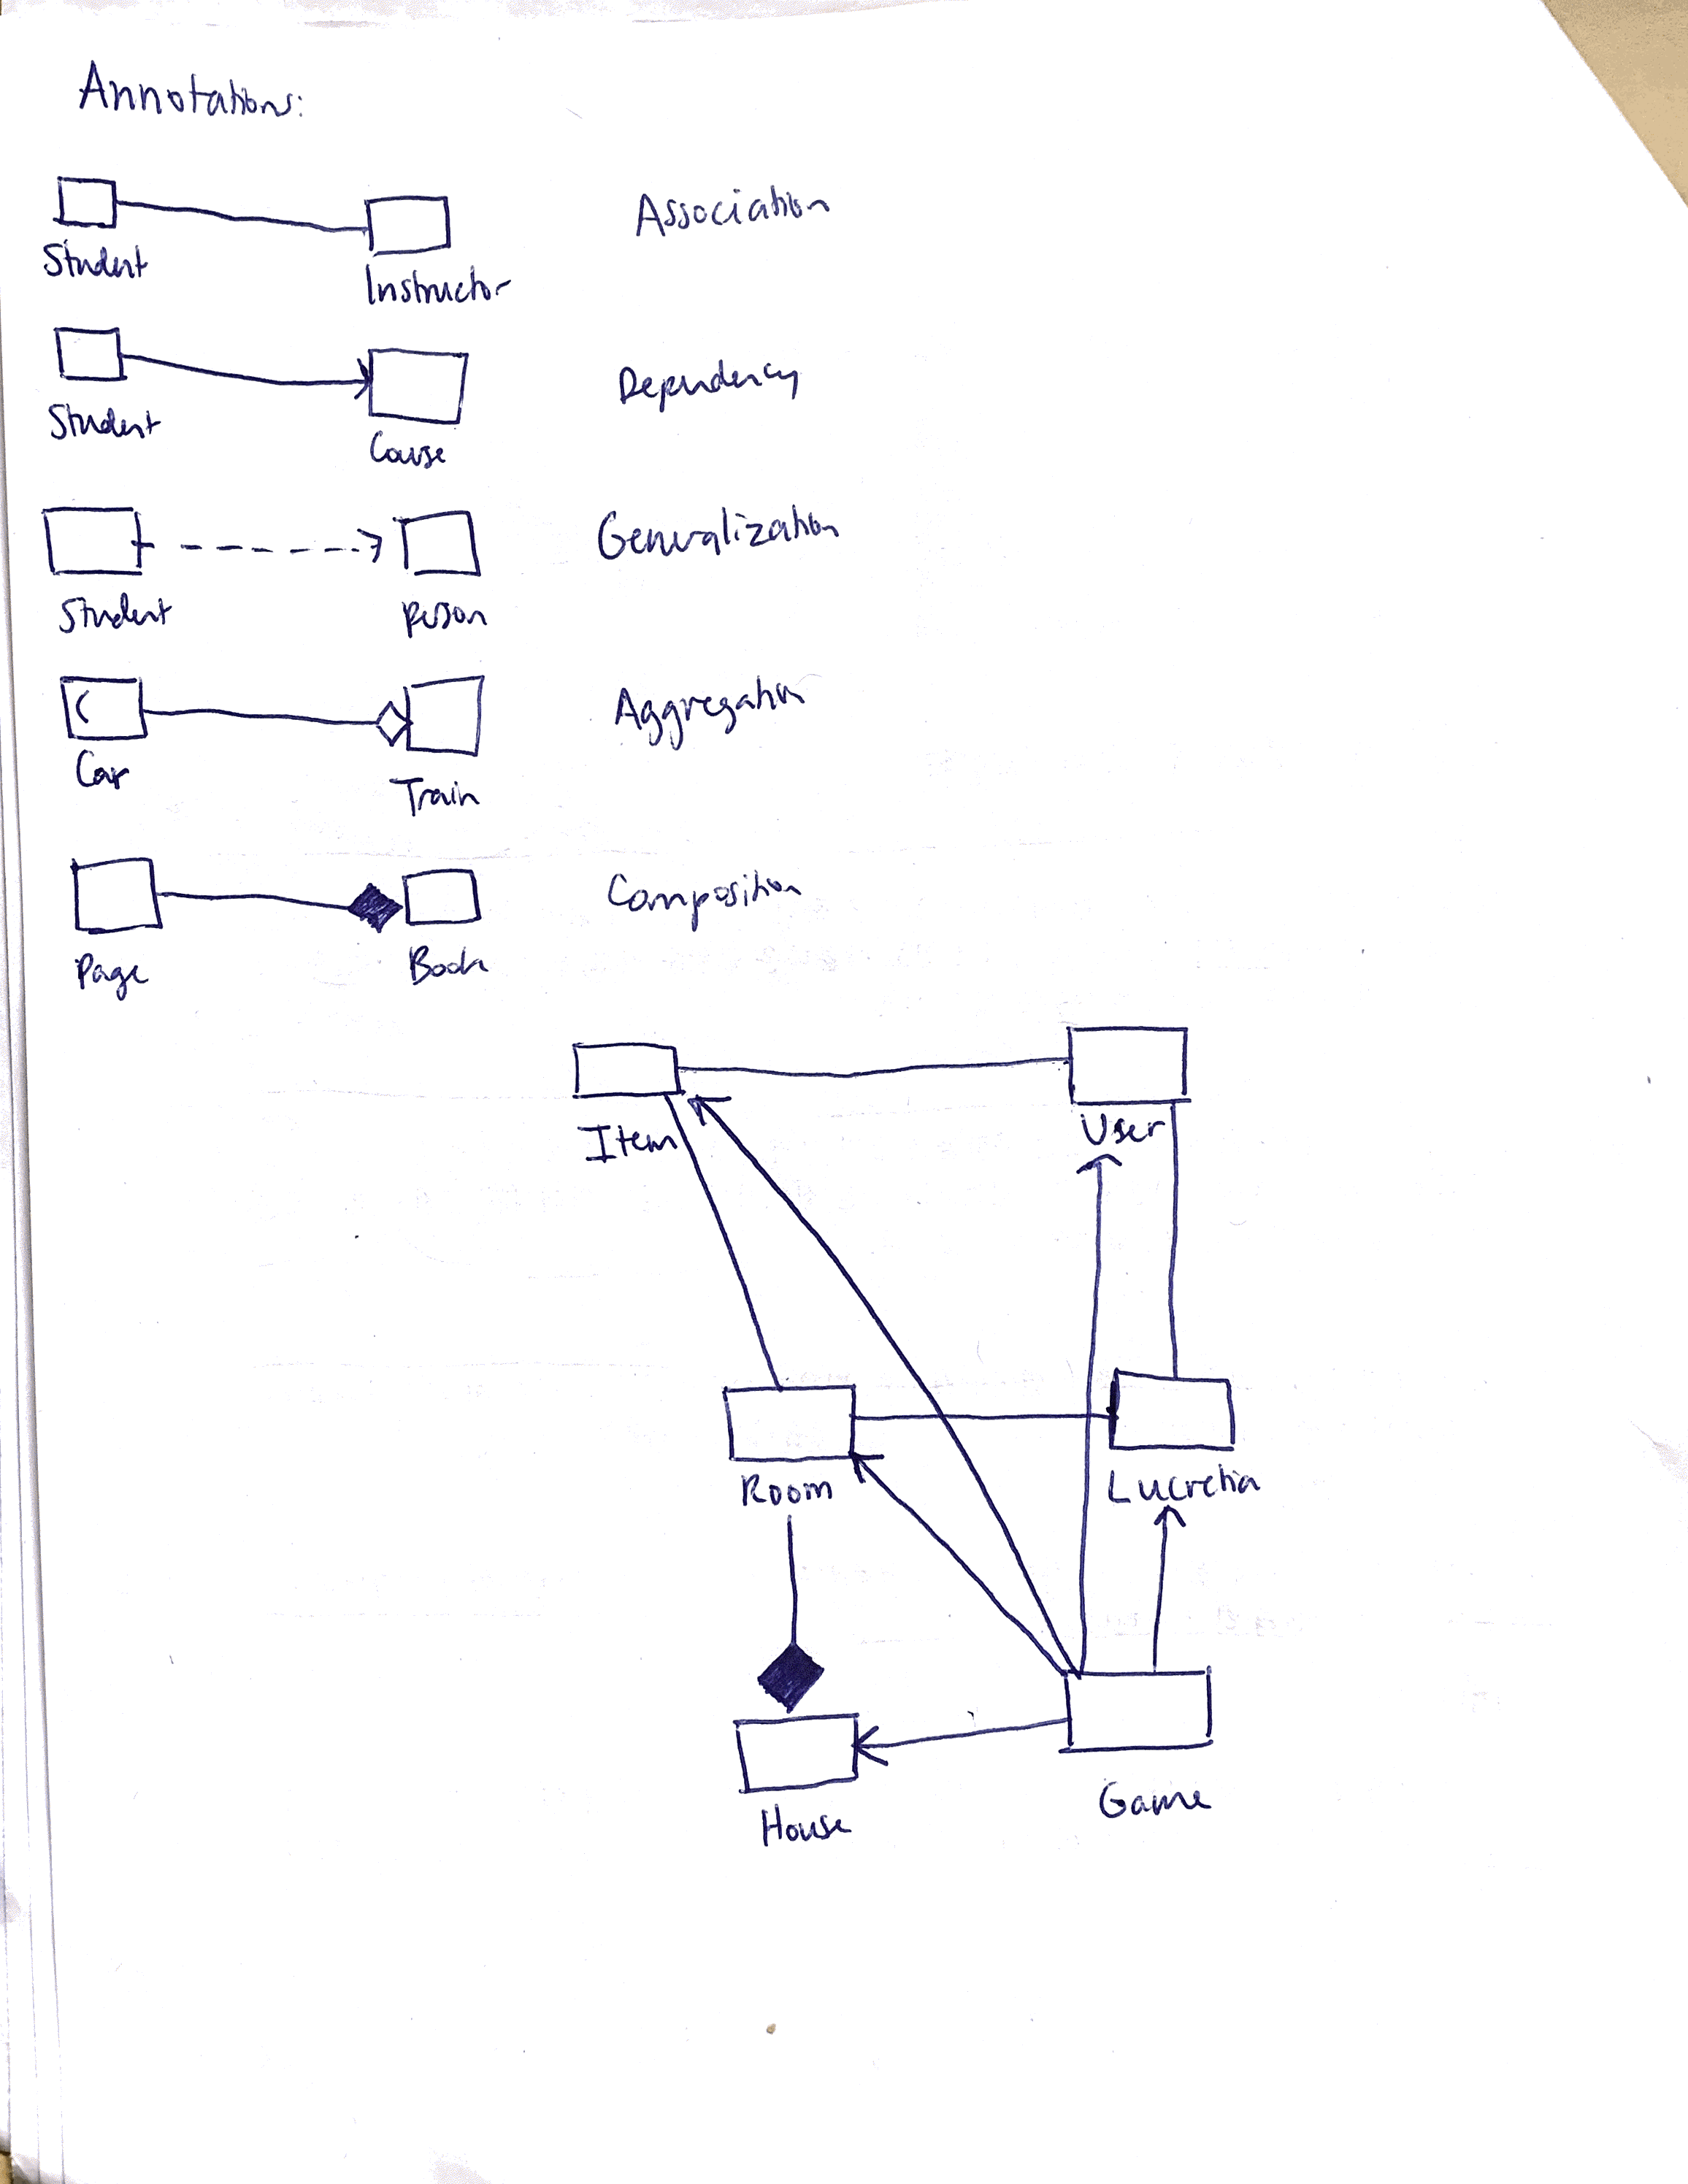 Annotations:
Association
Student
Instructor
Dependency
Student
Course
Generalization
Student
Person
Aggregation
C
Car
Train
Composition
Page
Book
Item
User
Room
Lucretia
House
Game